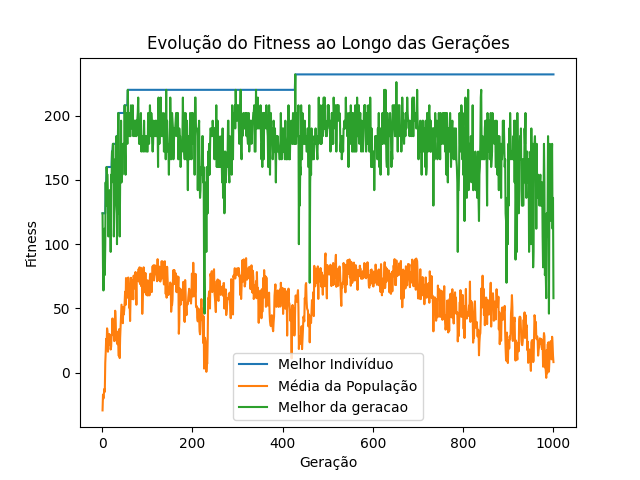 Evolução do Fitness ao Longo das Gerações
Fitness
200
150
100
50
0
Melhor Indivíduo
Média da População
Melhor da geracao
0 200 400 600 800 1000
Geração